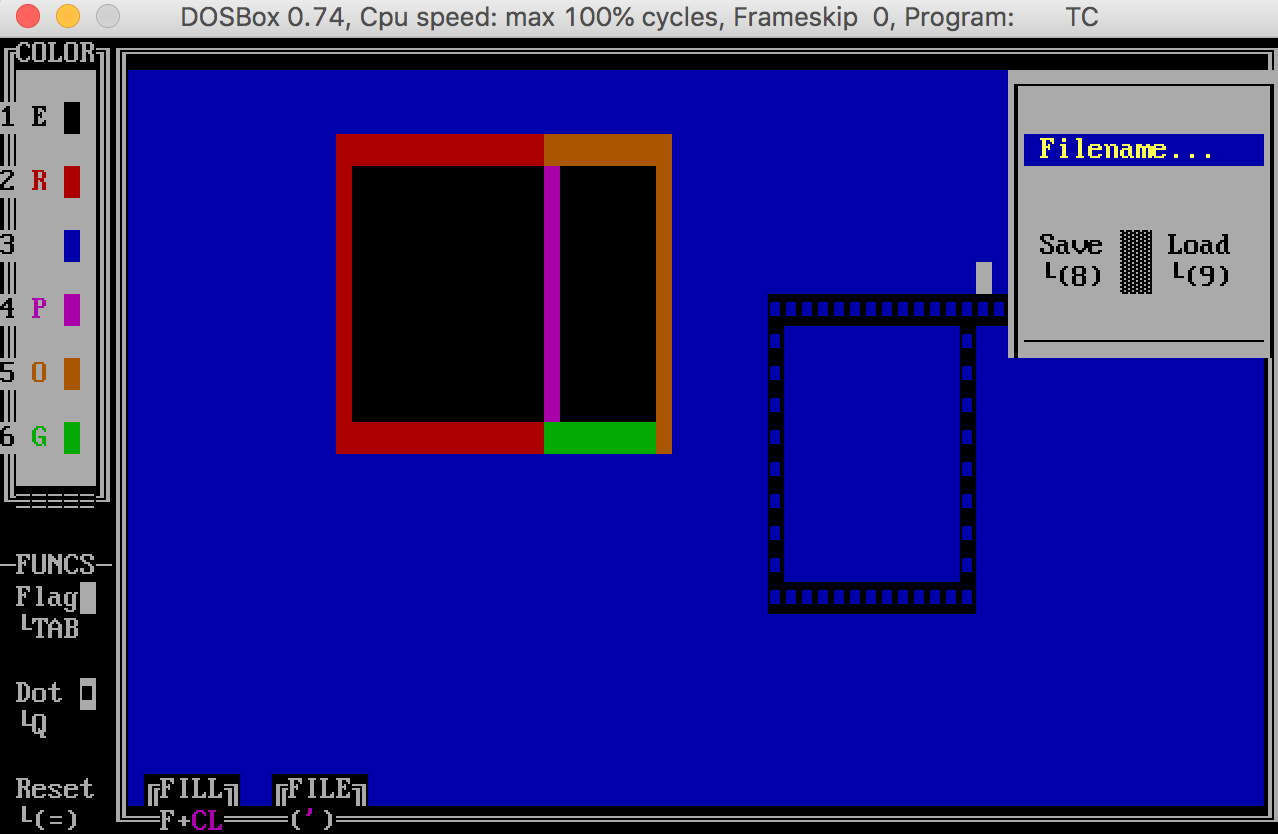 DOSBox 0.74, Cpu speed: max 100% cycles, Frameskip 0, Program: TC
COLOR
1 E
2 R
3
4 P
5 O
6 G
FUNCS
Flag
└TAB
Dot
└Q
Reset
└(=)
FILL
F+CL
FILE
(')
Filename...
Save
└(8)
Load
└(9)